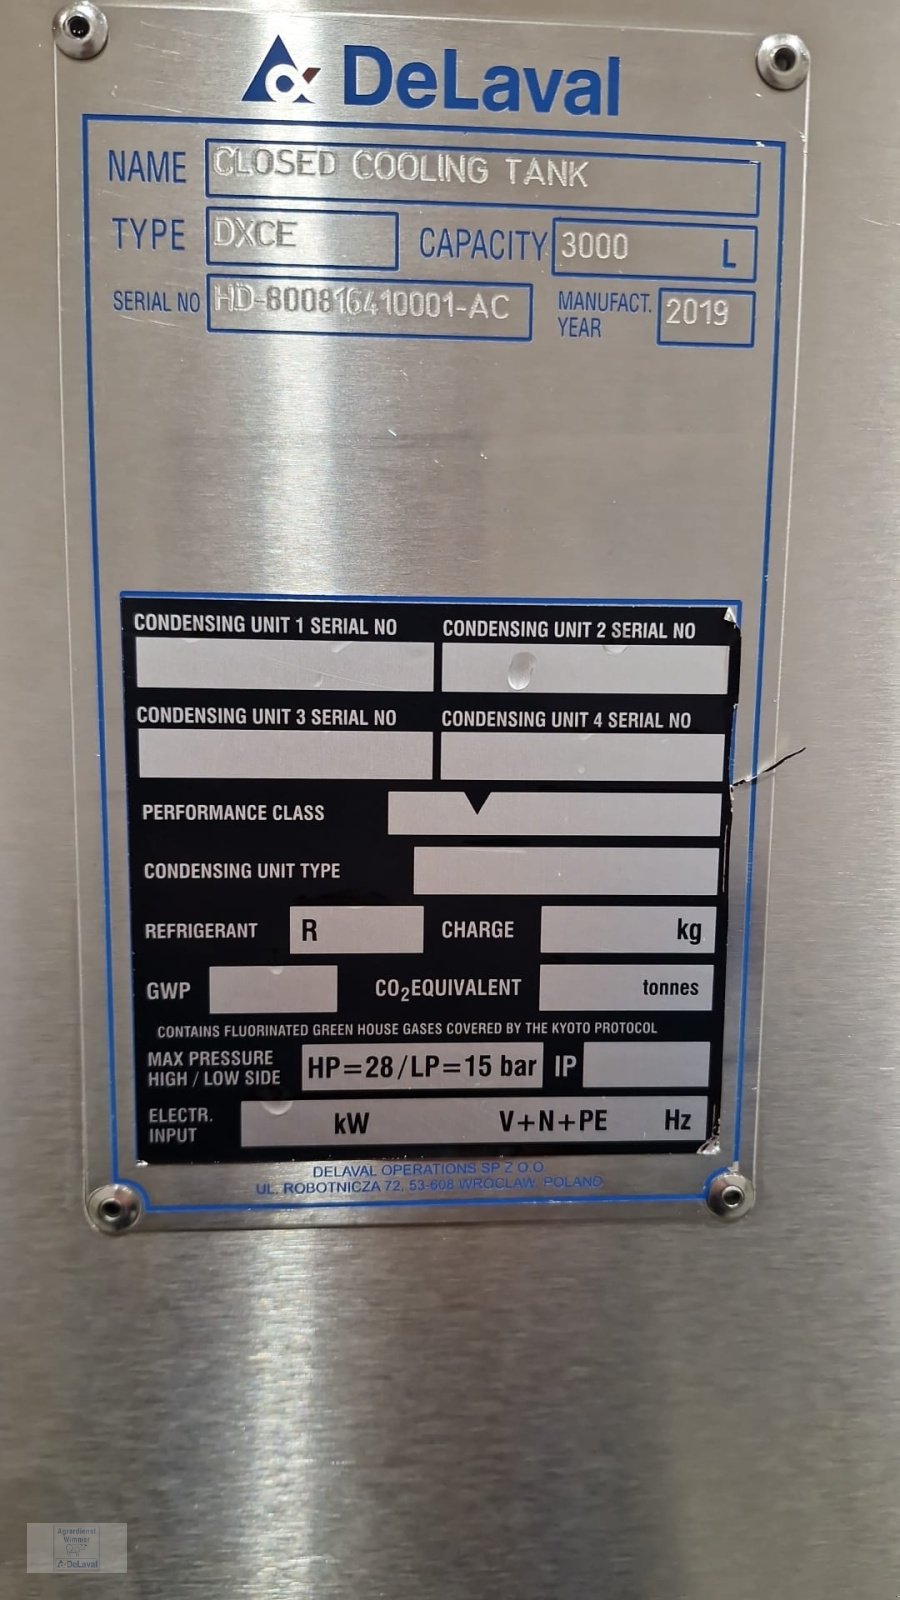 DeLaval
NAME CLOSED COOLING TANK
TYPE DXCE CAPACITY 3000 L
SERIAL NO HD-800816410001-AC MANUFACT. YEAR 2019
CONDENSING UNIT 1 SERIAL NO CONDENSING UNIT 2 SERIAL NO
CONDENSING UNIT 3 SERIAL NO CONDENSING UNIT 4 SERIAL NO
PERFORMANCE CLASS
CONDENSING UNIT TYPE
REFRIGERANT R CHARGE kg
GWP CO2EQUIVALENT tonnes
CONTAINS FLUORINATED GREEN HOUSE GASES COVERED BY THE KYOTO PROTOCOL
MAX PRESSURE
HIGH / LOW SIDE HP=28/LP=15 bar IP
ELECTR.
INPUT kW V+N+PE Hz
DELAVAL OPERATIONS SP Z O.O.
UL. ROBOTNICZA 72, 53-608 WROCLAW, POLAND
Agrardienst
Wimmer
DeLaval